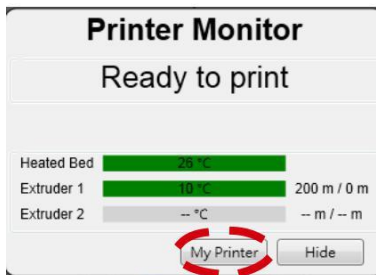 Printer Monitor
Ready to print
Heated Bed 26 °C
Extruder 1 10 °C 200 m / 0 m
Extruder 2 -- °C -- m / -- m
My Printer Hide